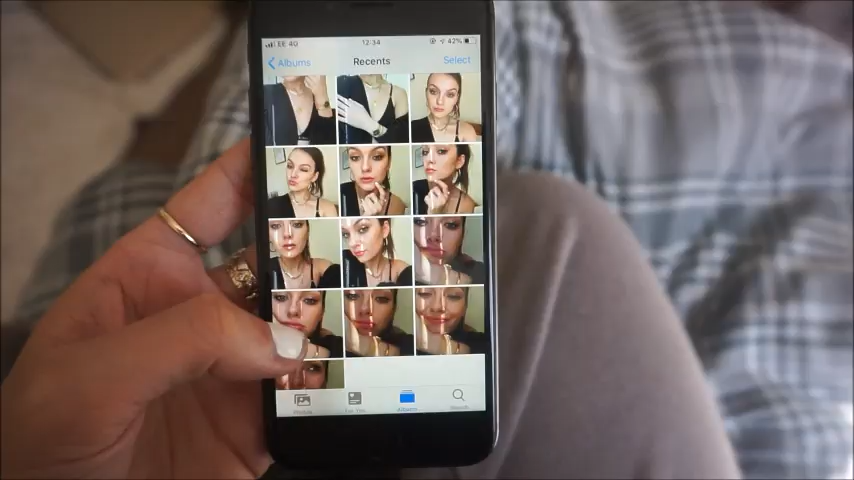 EE 4G
12:34
42%
Albums
Recents
Select
Photos
For You
Albums
Search